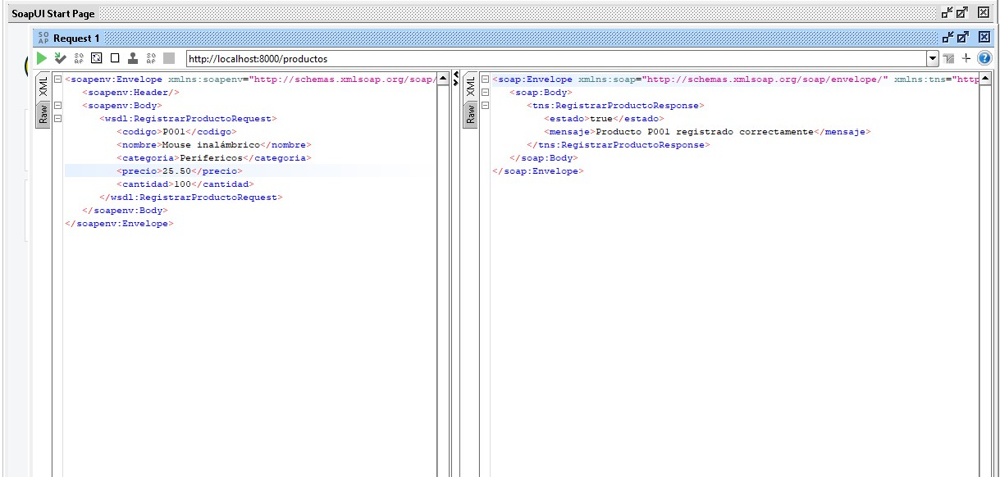 SoapUI Start Page
SO
AP
Request 1
http://localhost:8000/productos
XML
Raw
<soapenv:Envelope xmlns:soapenv="http://schemas.xmlsoap.org/soap/
<soapenv:Header/>
<soapenv:Body>
<wsdl:RegistrarProductoRequest>
<codigo>P001</codigo>
<nombre>Mouse inalámbrico</nombre>
<categoria>Perifericos</categoria>
<precio>25.50</precio>
<cantidad>100</cantidad>
</wsdl:RegistrarProductoRequest>
</soapenv:Body>
</soapenv:Envelope>
XML
Raw
<soap:Envelope xmlns:soap="http://schemas.xmlsoap.org/soap/envelope/" xmlns:tns="http
<soap:Body>
<tns:RegistrarProductoResponse>
<estado>true</estado>
<mensaje>Producto P001 registrado correctamente</mensaje>
</tns:RegistrarProductoResponse>
</soap:Body>
</soap:Envelope>